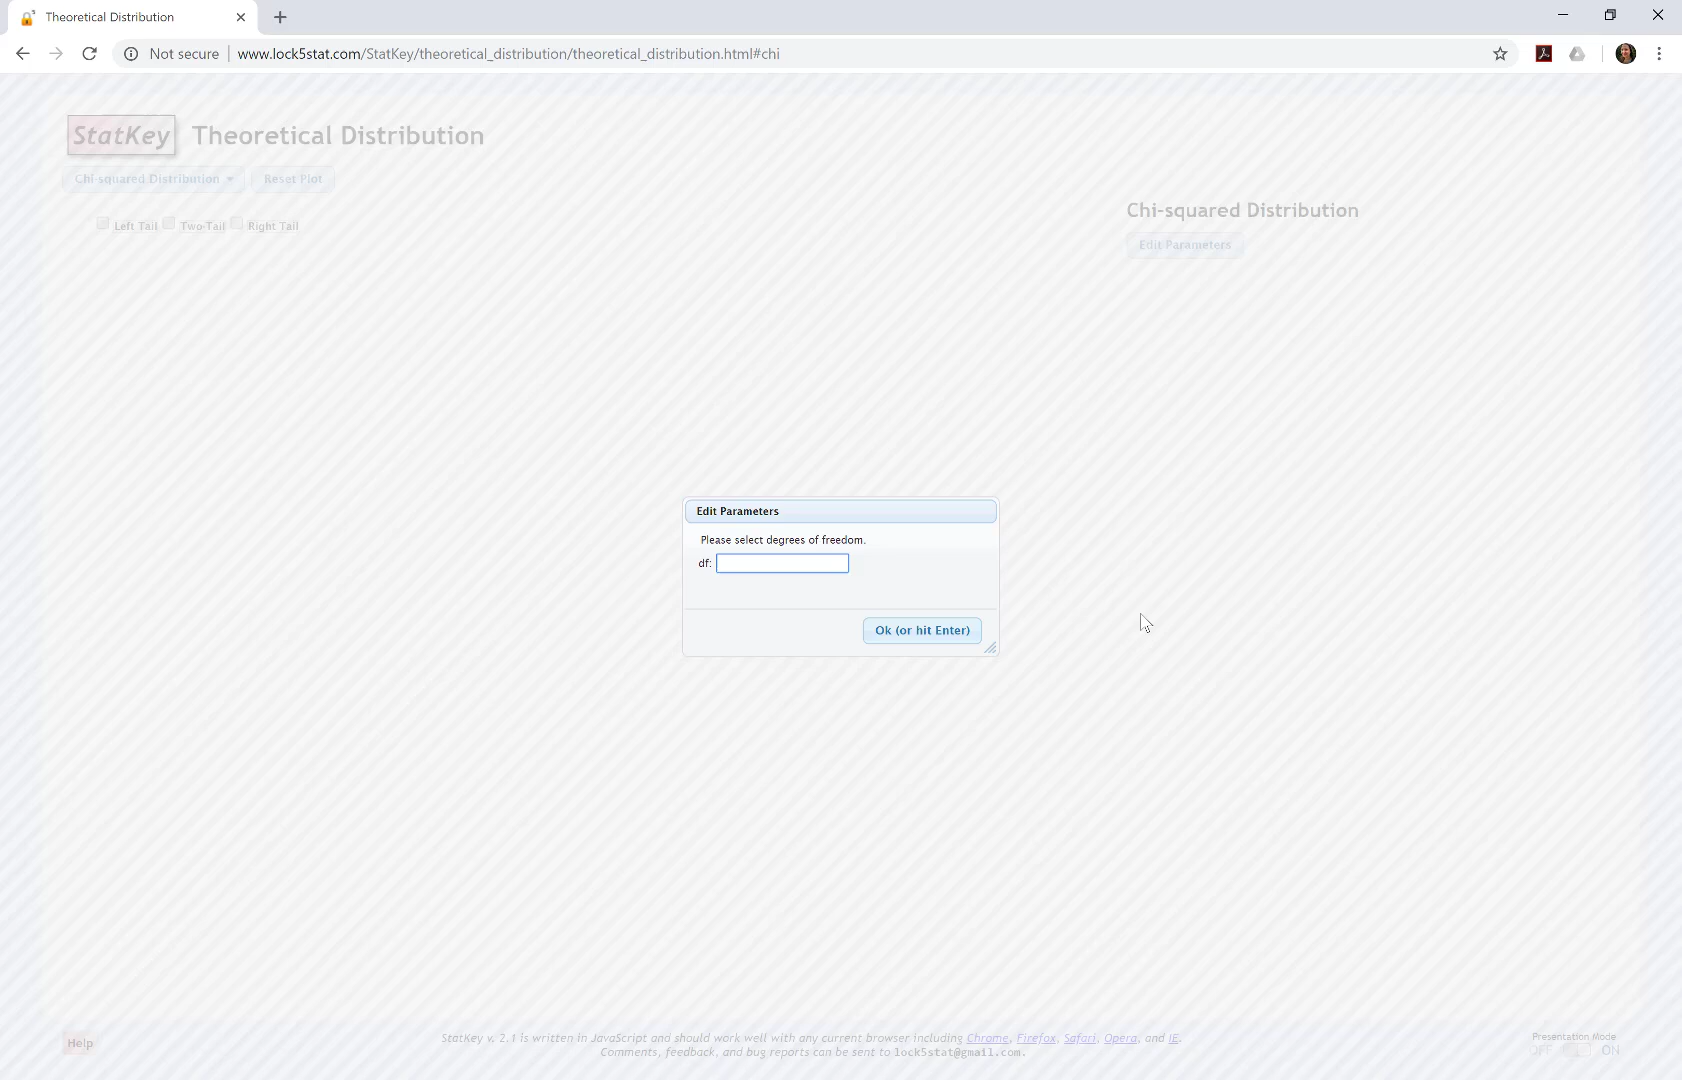 Theoretical Distribution
Not secure www.lock5stat.com/StatKey/theoretical_distribution/theoretical_distribution.html#chi
StatKey Theoretical Distribution
Chi-squared Distribution Reset Plot
Left Tail Two-Tail Right Tail
Chi-squared Distribution
Edit Parameters
Edit Parameters
Please select degrees of freedom.
df:
Ok (or hit Enter)
Help
StatKey v. 2.1 is written in JavaScript and should work well with any current browser including Chrome, Firefox, Safari, Opera, and IE.
Comments, feedback, and bug reports can be sent to lock5stat@gmail.com.
Presentation Mode
OFF ON